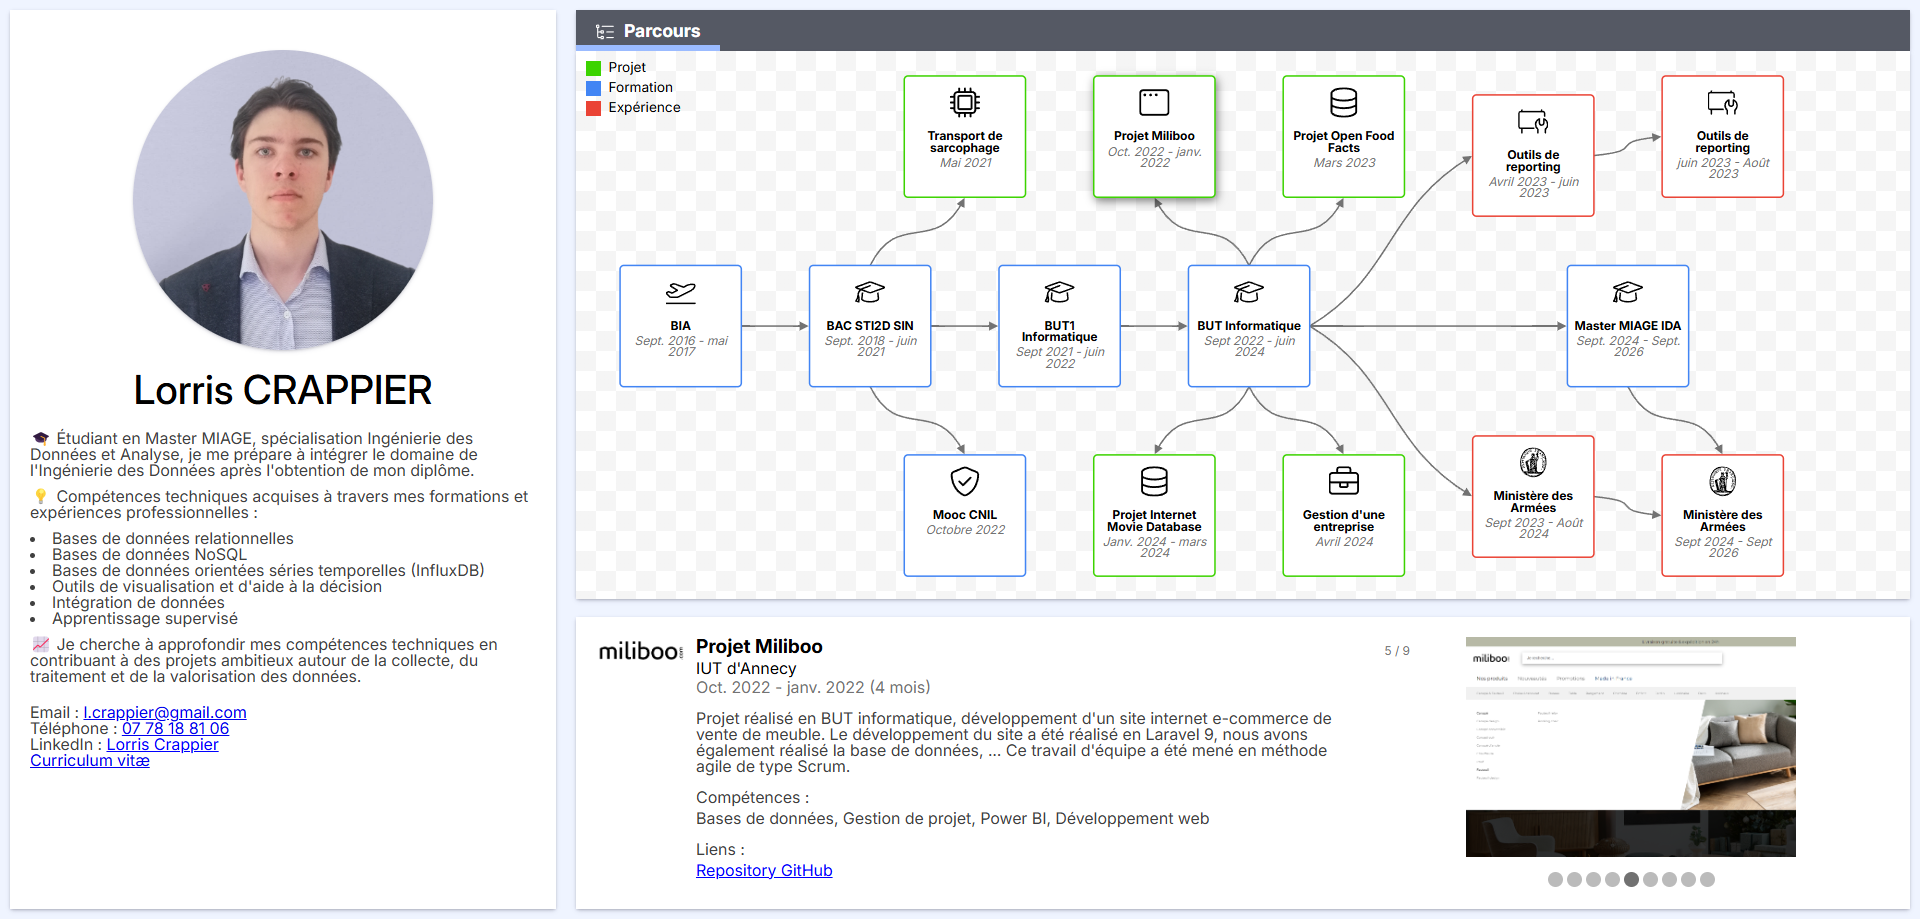 Lorris CRAPPIER
🎓 Étudiant en Master MIAGE, spécialisation Ingénierie des
Données et Analyse, je me prépare à intégrer le domaine de
l'Ingénierie des Données après l'obtention de mon diplôme.
💡 Compétences techniques acquises à travers mes formations et
expériences professionnelles :
• Bases de données relationnelles
• Bases de données NoSQL
• Bases de données orientées séries temporelles (InfluxDB)
• Outils de visualisation et d'aide à la décision
• Intégration de données
• Apprentissage supervisé
📈 Je cherche à approfondir mes compétences techniques en
contribuant à des projets ambitieux autour de la collecte, du
traitement et de la valorisation des données.
Email : l.crappier@gmail.com
Téléphone : 07 78 18 81 06
LinkedIn : Lorris Crappier
Curriculum vitæ
Parcours
Projet
Formation
Expérience
Transport de
sarcophage
Mai 2021
Projet Miliboo
Oct. 2022 - janv.
2022
Projet Open Food
Facts
Mars 2023
Outils de
reporting
Avril 2023 - juin
2023
Outils de
reporting
juin 2023 - Août
2023
BIA
Sept. 2016 - mai
2017
BAC STI2D SIN
Sept. 2018 - juin
2021
BUT1
Informatique
Sept 2021 - juin
2022
BUT Informatique
Sept 2022 - juin
2024
Master MIAGE IDA
Sept. 2024 - Sept.
2026
Mooc CNIL
Octobre 2022
Projet Internet
Movie Database
Janv. 2024 - mars
2024
Gestion d'une
entreprise
Avril 2024
Ministère des
Armées
Sept 2023 - Août
2024
Ministère des
Armées
Sept 2024 - Sept
2026
miliboo.com
Projet Miliboo
5 / 9
IUT d'Annecy
Oct. 2022 - janv. 2022 (4 mois)
Projet réalisé en BUT informatique, développement d'un site internet e-commerce de
vente de meuble. Le développement du site a été réalisé en Laravel 9, nous avons
également réalisé la base de données, ... Ce travail d'équipe a été mené en méthode
agile de type Scrum.
Compétences :
Bases de données, Gestion de projet, Power BI, Développement web
Liens :
Repository GitHub
miliboo
Nos produits Nouveautés Promotions Made in France